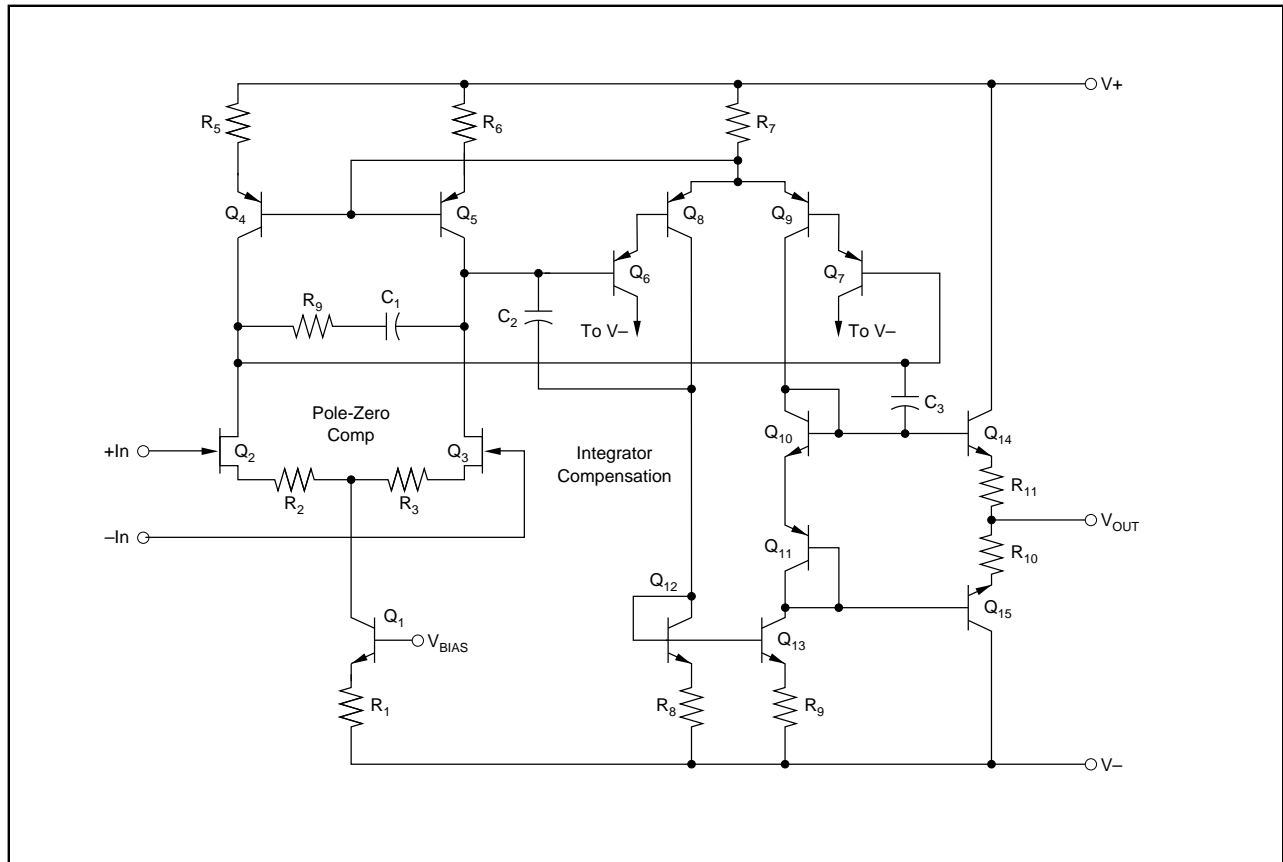 V+
R5
R6
R7
Q4
Q5
Q8
Q9
Q6
Q7
R9
C1
C2
To V–
To V–
C3
Pole-Zero
Comp
+In
Q2
Q3
Integrator
Compensation
Q10
Q14
R2
R3
R11
VOUT
–In
R10
Q11
Q12
Q15
Q1
VBIAS
Q13
R1
R8
R9
V–